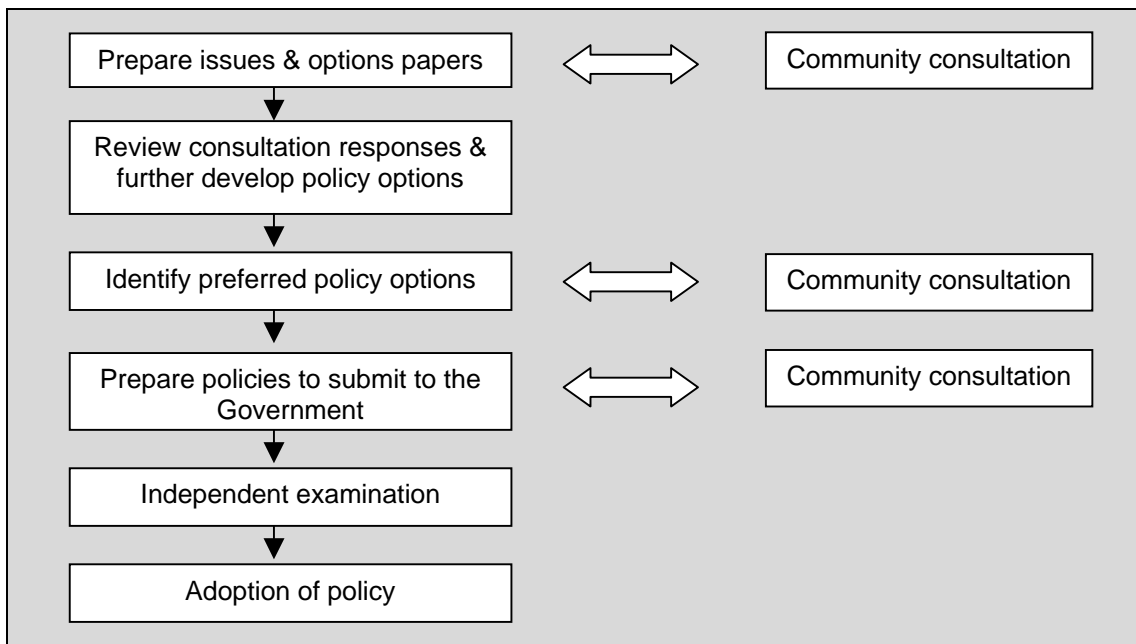 Prepare issues & options papers
Community consultation
Review consultation responses &
further develop policy options
Identify preferred policy options
Community consultation
Prepare policies to submit to the
Government
Community consultation
Independent examination
Adoption of policy